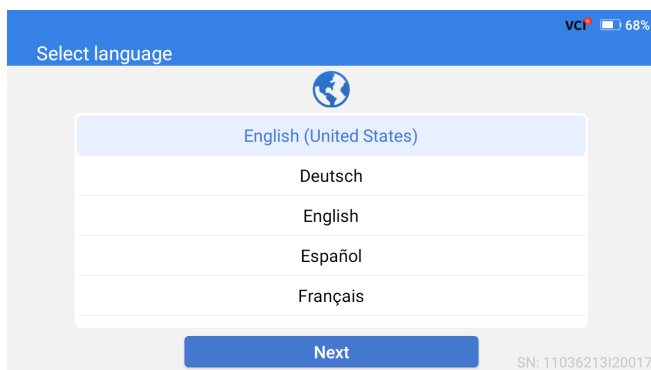 VCI 68%
Select language
English (United States)
Deutsch
English
Español
Français
Next
SN: 11036213I20017